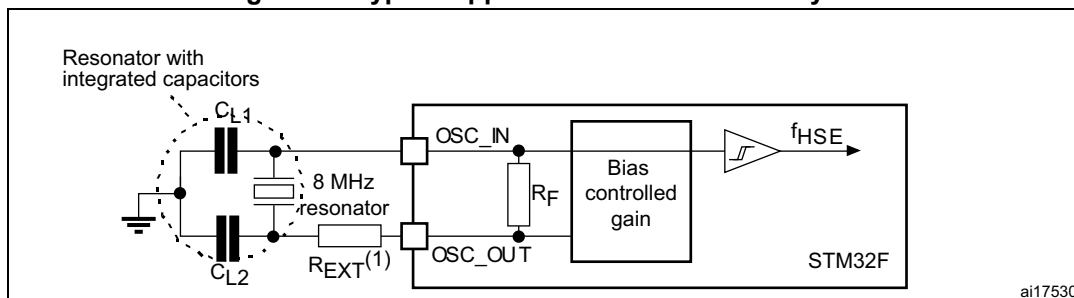 Resonator with
integrated capacitors
CL1
OSC_IN
fHSE
8 MHz
resonator
RF
Bias
controlled
gain
REXT(1)
OSC_OUT
STM32F
CL2
ai17530